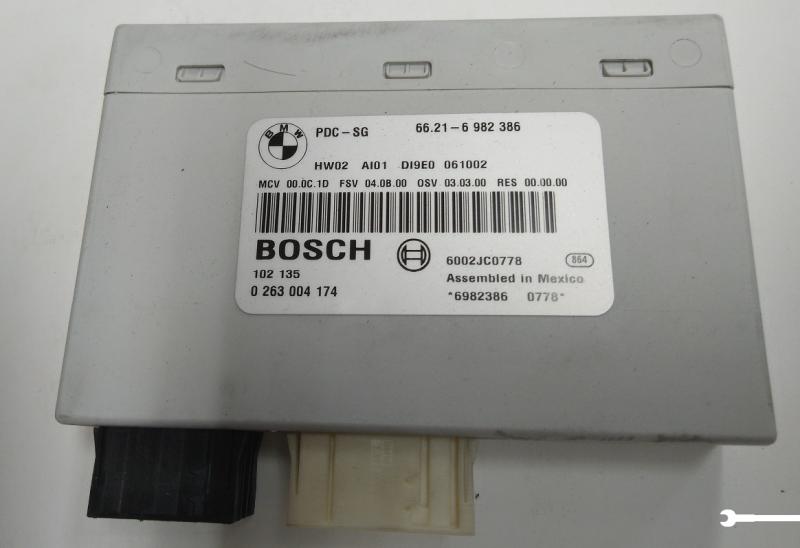 BMW PDC-SG 66.21-6 982 386
HW02 AI01 DI9E0 061002
MCV 00.0C.1D FSV 04.0B.00 OSV 03.03.00 RES 00.00.00
BOSCH 6002JC0778 864
102 135 Assembled in Mexico
0 263 004 174 *6982386 0778*